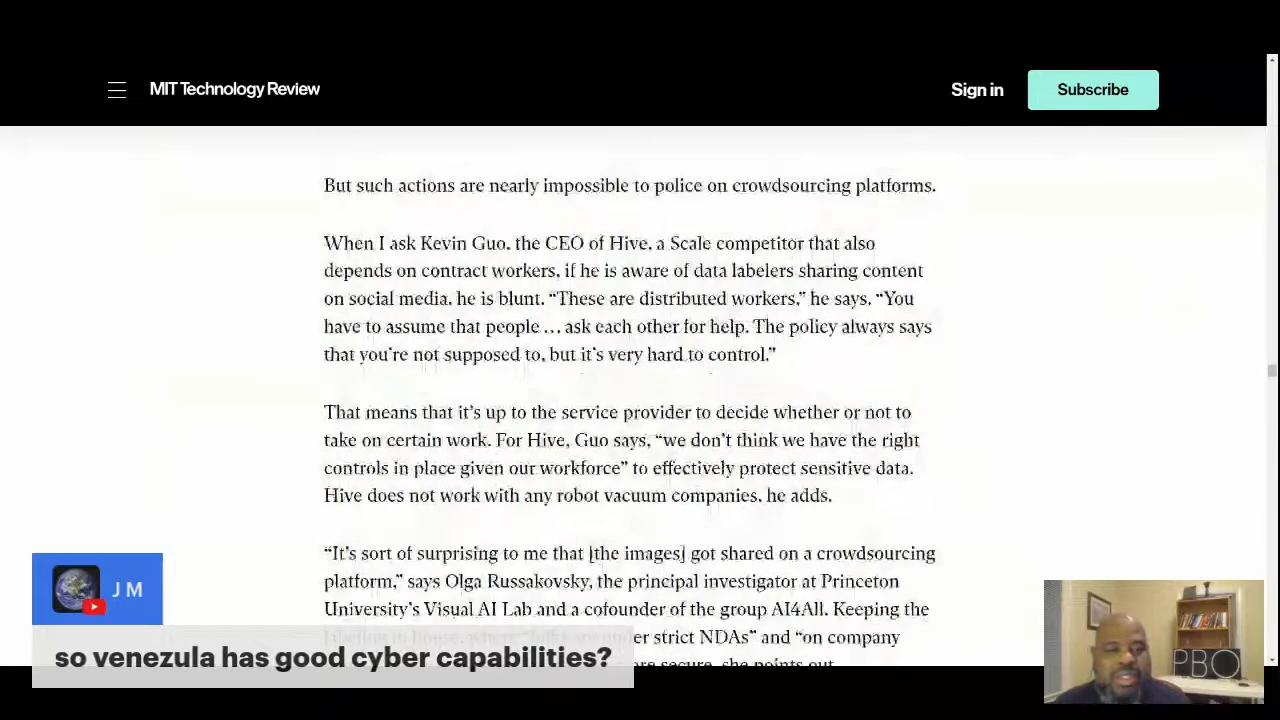 MIT Technology Review
Sign in
Subscribe
But such actions are nearly impossible to police on crowdsourcing platforms.
When I ask Kevin Guo, the CEO of Hive, a Scale competitor that also
depends on contract workers, if he is aware of data labelers sharing content
on social media, he is blunt. “These are distributed workers,” he says. “You
have to assume that people … ask each other for help. The policy always says
that you’re not supposed to, but it’s very hard to control.”
That means that it’s up to the service provider to decide whether or not to
take on certain work. For Hive, Guo says, “we don’t think we have the right
controls in place given our workforce” to effectively protect sensitive data.
Hive does not work with any robot vacuum companies, he adds.
“It’s sort of surprising to me that [the images] got shared on a crowdsourcing
platform,” says Olga Russakovsky, the principal investigator at Princeton
University’s Visual AI Lab and a cofounder of the group AI4All. Keeping the
strict NDAs” and “on company
secure, she points out
J M
so venezula has good cyber capabilities?
PBO